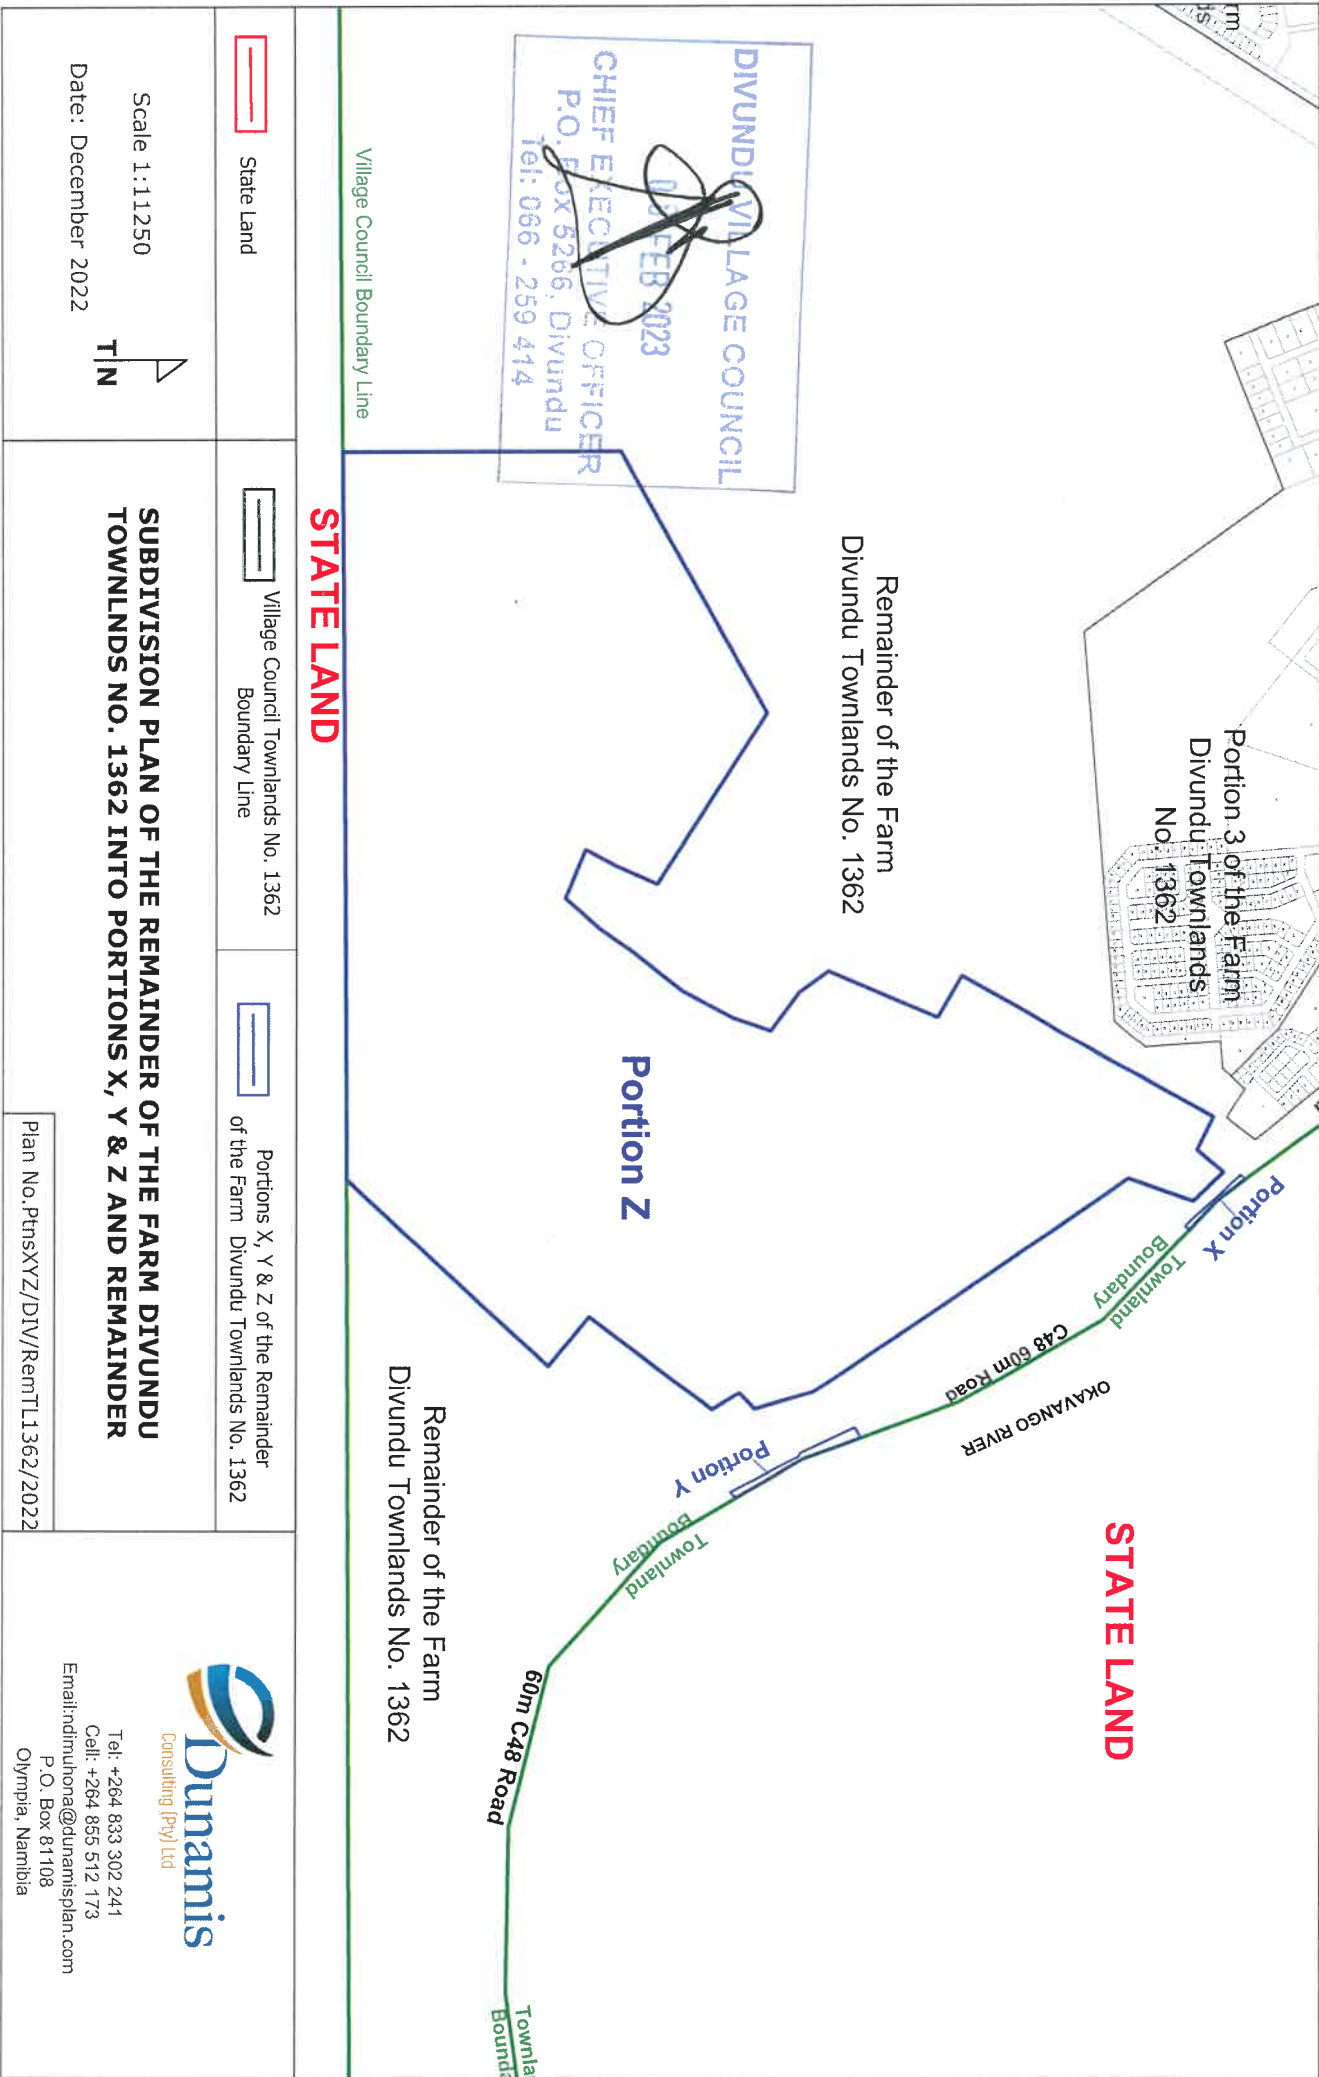 rm
Portion 3 of the Farm
Divundu Townlands
No. 1362
DIVUNDU VILLAGE COUNCIL
FEB 2023
CHIEF EXECUTIVE OFFICER
P.O. Box 5266, Divundu
Tel: 066 - 259 414
Remainder of the Farm
Divundu Townlands No. 1362
Portion X
Townland
Boundary
C48 60m Road
OKAVANGO RIVER
STATE LAND
Portion Z
Portion Y
Townland
Boundary
60m C48 Road
Remainder of the Farm
Divundu Townlands No. 1362
Townla
Bounda
Village Council Boundary Line
STATE LAND
State Land
Village Council Townlands No. 1362
Boundary Line
Portions X, Y & Z of the Remainder
of the Farm Divundu Townlands No. 1362
Scale 1:11250
Date: December 2022
T N
SUBDIVISION PLAN OF THE REMAINDER OF THE FARM DIVUNDU
TOWNLNDS NO. 1362 INTO PORTIONS X, Y & Z AND REMAINDER
Plan No.PtnsXYZ/DIV/RemTL1362/2022
Dunamis
Consulting (Pty) Ltd
Tel: +264 833 302 241
Cell: +264 855 512 173
Email:ndimuhona@dunamisplan.com
P.O. Box 81108
Olympia, Namibia